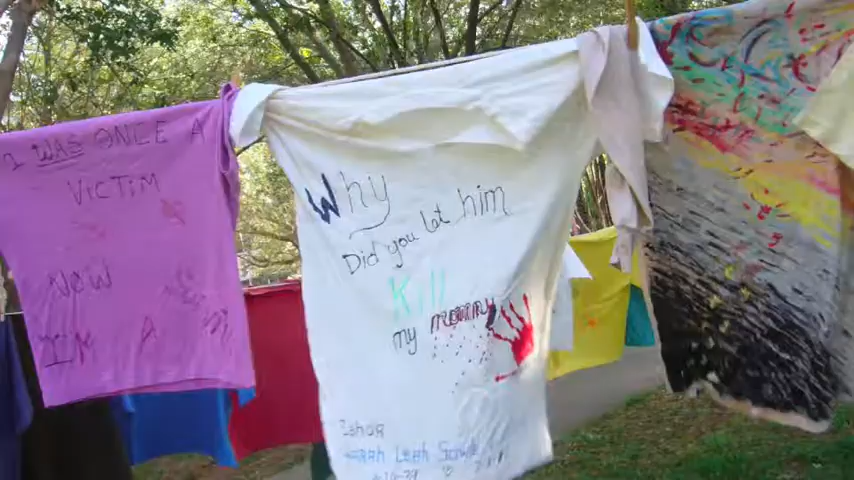 I WAS ONCE A
VICTIM
NOW
I'M A
Why
Did you let him
Kill
my mommy